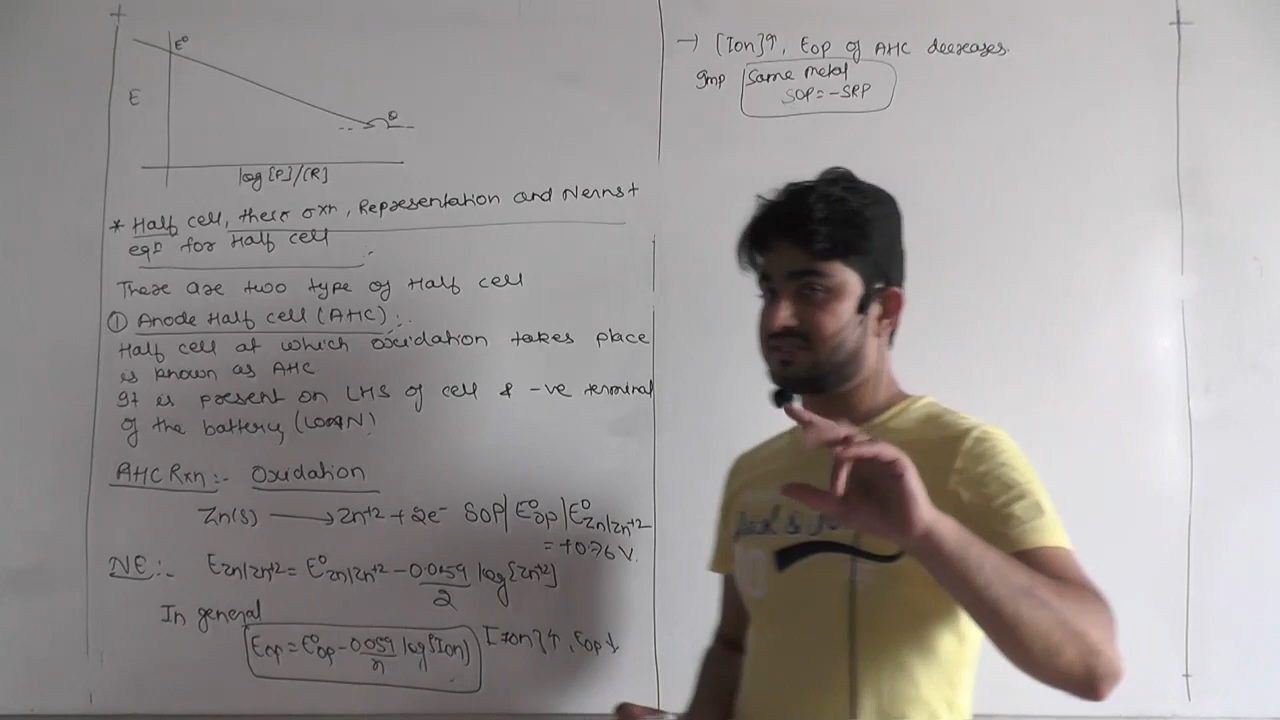 E°
E
θ
log [P]/[R]
* Half cell, there rxn, Representation and Nernst
eqn for Half cell
These are two type of Half cell
① Anode Half cell (AHC) :-
Half cell at which oxidation takes place
is known as AHC
It is present on LHS of cell & -ve terminal
of the battery (LOAN)
AHC Rxn :- Oxidation
Zn(s) → Zn+2 + 2e- SOP/E°op/E°Zn/Zn+2
= +0.76 V.
NE :- EZn/Zn+2 = E°Zn/Zn+2 - 0.059/2 log[Zn+2]
In general
Eop = E°op - 0.059/n log[Ion] [Ion]↑, Eop↓
→ [Ion]↑, Eop of AHC decreases.
Imp Same metal
SOP = -SRP